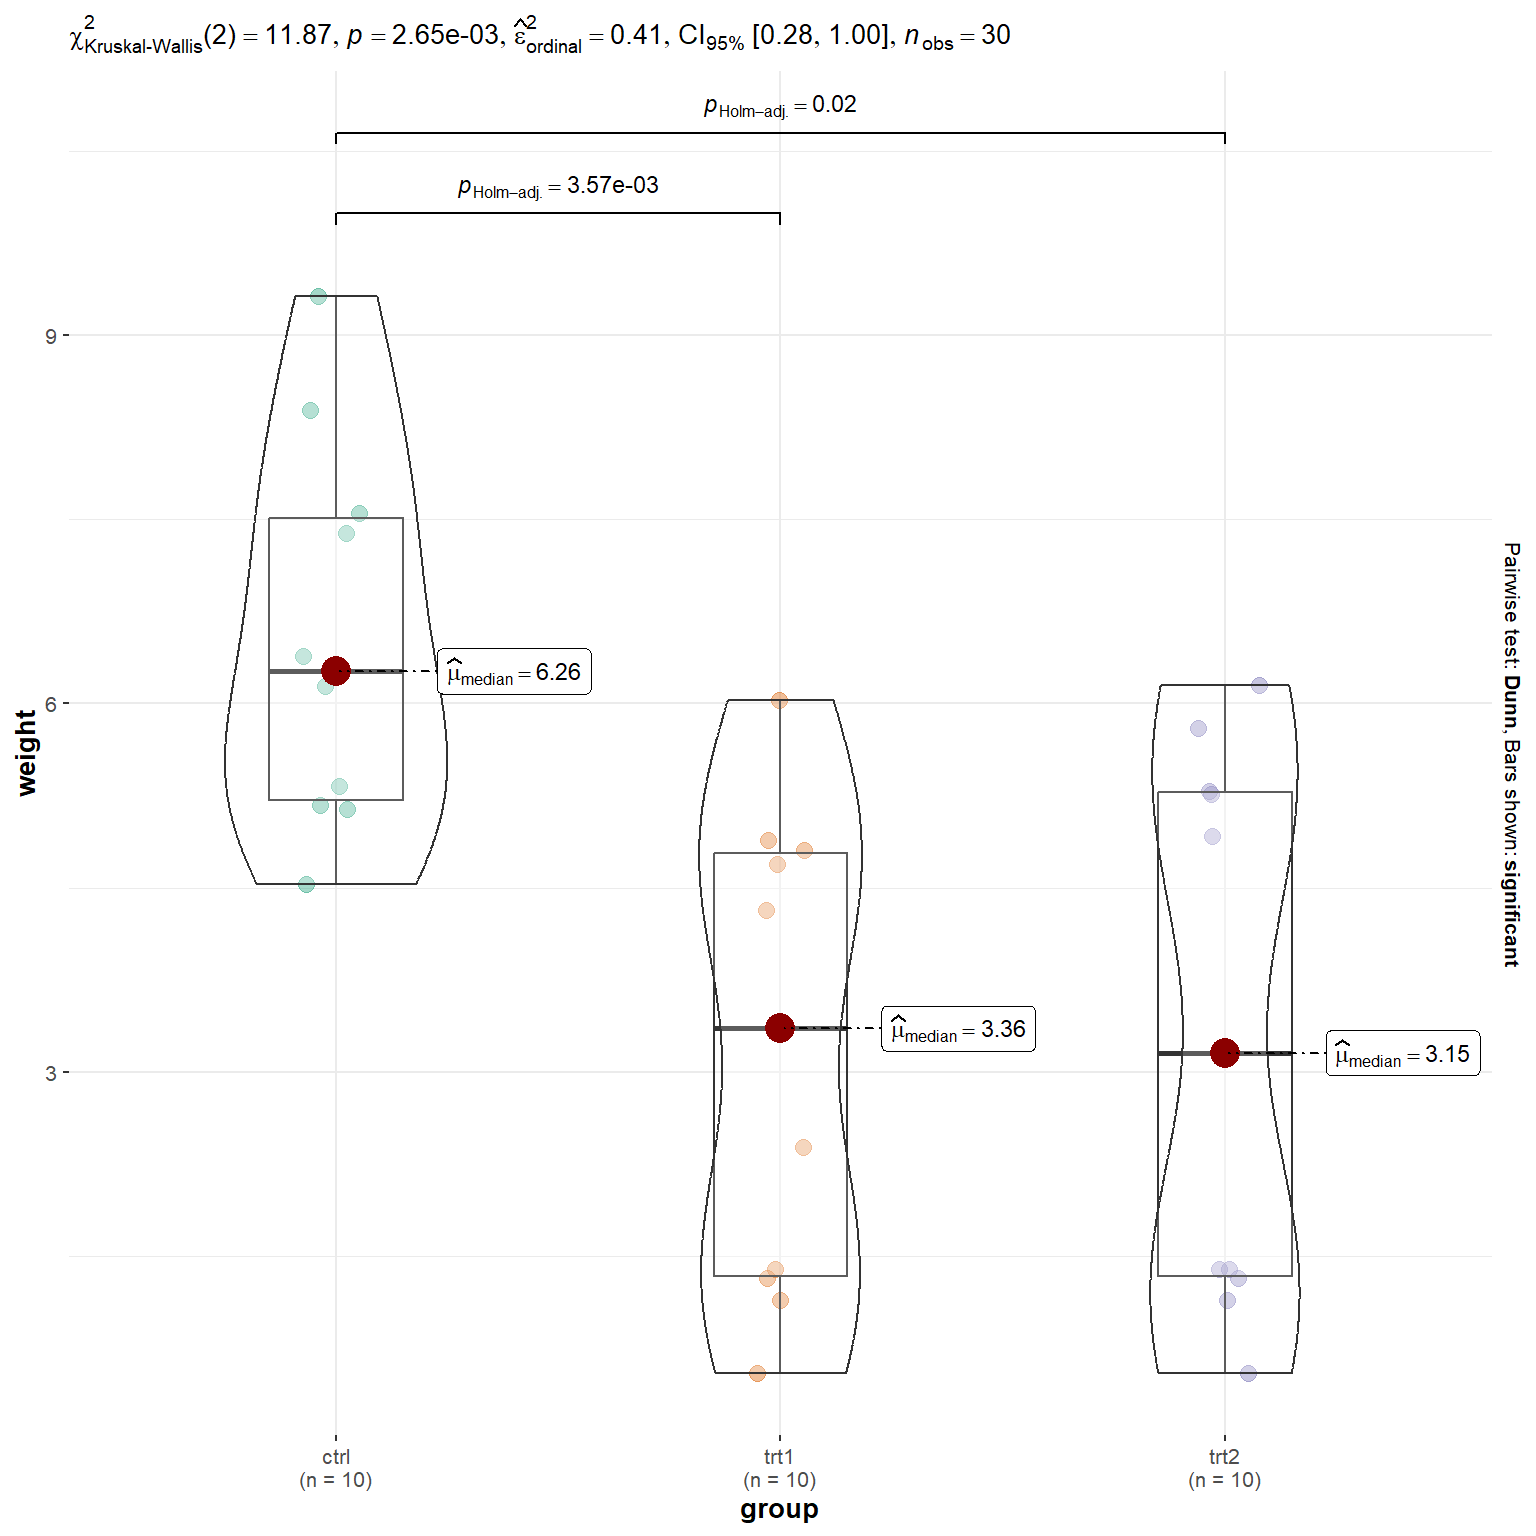 χ²Kruskal-Wallis(2) = 11.87, p = 2.65e-03, ε̂²ordinal = 0.41, CI95% [0.28, 1.00], nobs = 30
pHolm–adj. = 0.02
pHolm–adj. = 3.57e-03
9
6
3
weight
μ̂median = 6.26
μ̂median = 3.36
μ̂median = 3.15
Pairwise test: Dunn, Bars shown: significant
ctrl
(n = 10)
trt1
(n = 10)
trt2
(n = 10)
group